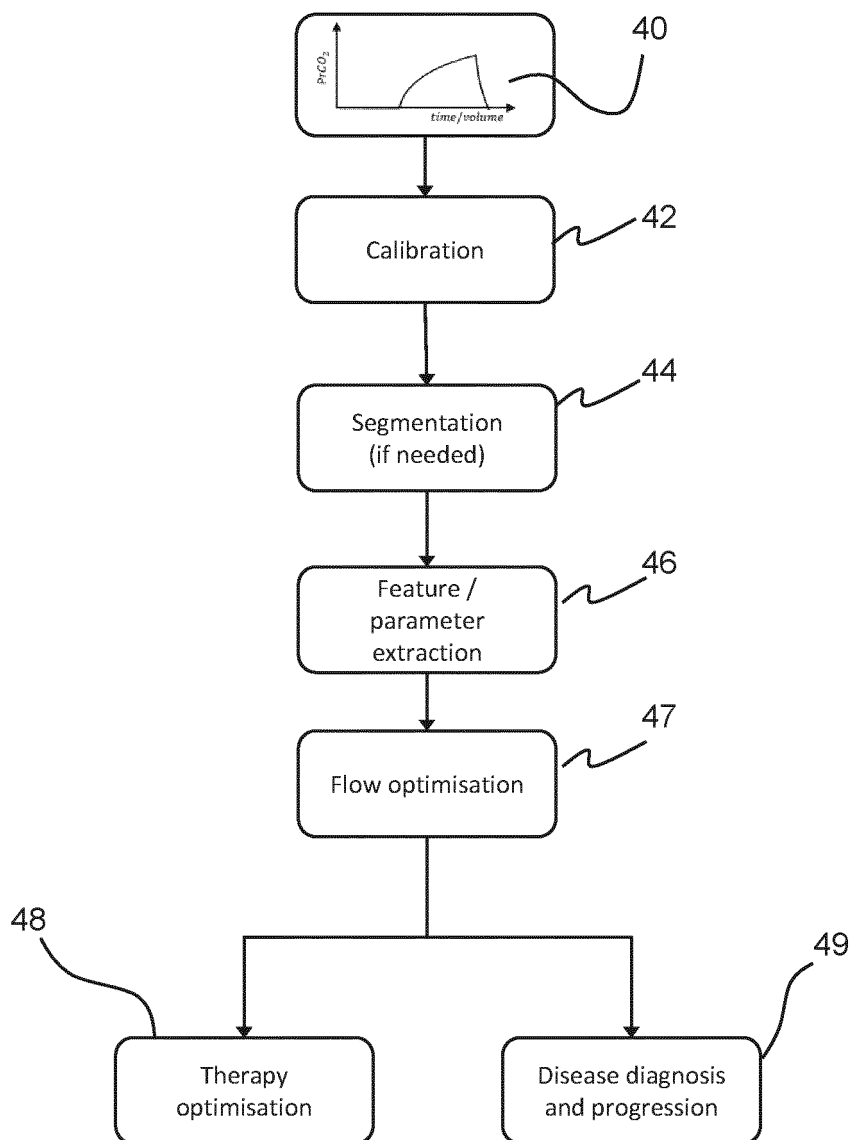 40
PrCO₂
time/volume
42
Calibration
44
Segmentation
(if needed)
46
Feature /
parameter
extraction
47
Flow optimisation
48
49
Therapy
optimisation
Disease diagnosis
and progression